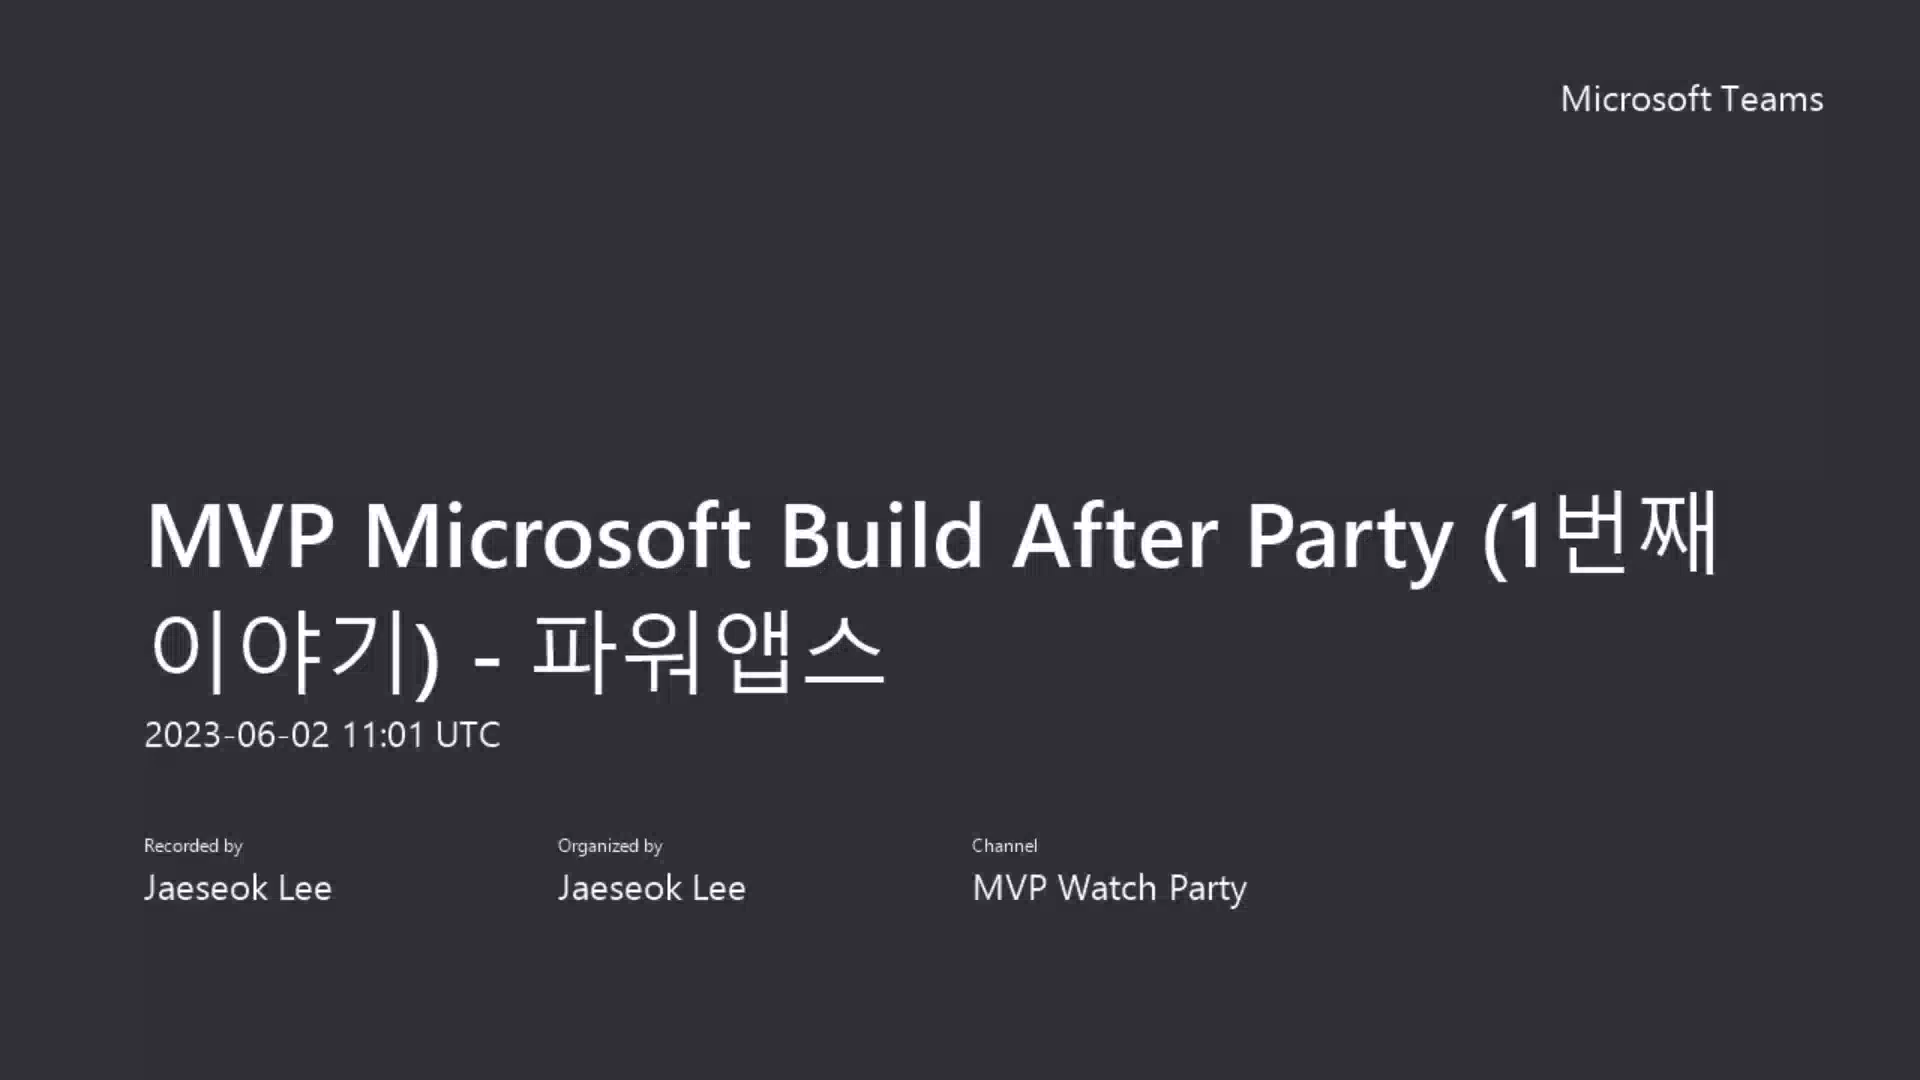 Microsoft Teams
MVP Microsoft Build After Party (1번째
이야기) - 파워앱스
2023-06-02 11:01 UTC
Recorded by
Jaeseok Lee
Organized by
Jaeseok Lee
Channel
MVP Watch Party